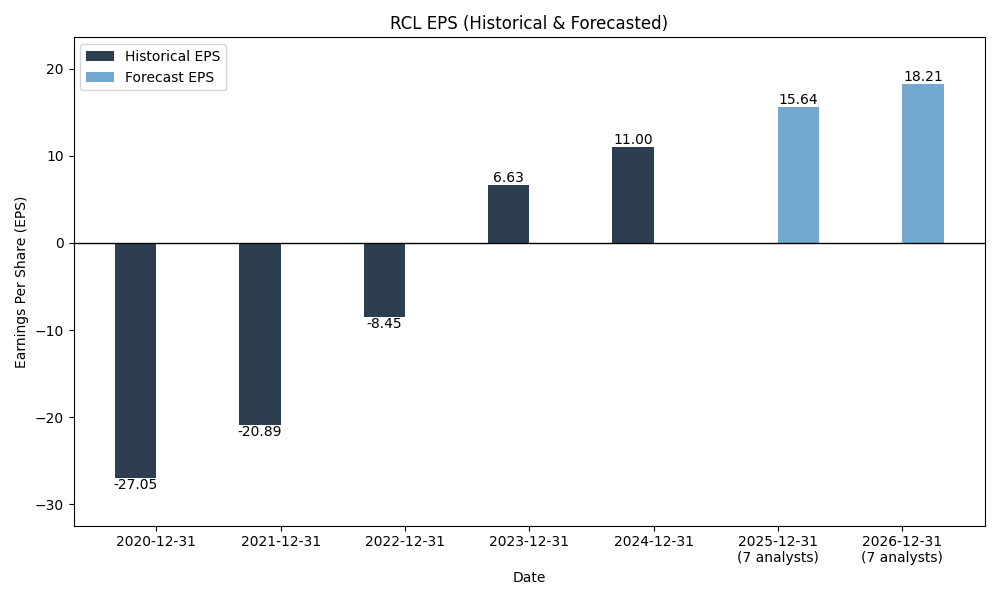 RCL EPS (Historical & Forecasted)
Historical EPS
Forecast EPS
Earnings Per Share (EPS)
20
10
0
−10
−20
−30
-27.05
-20.89
-8.45
6.63
11.00
15.64
18.21
2020-12-31
2021-12-31
2022-12-31
2023-12-31
2024-12-31
2025-12-31
(7 analysts)
2026-12-31
(7 analysts)
Date